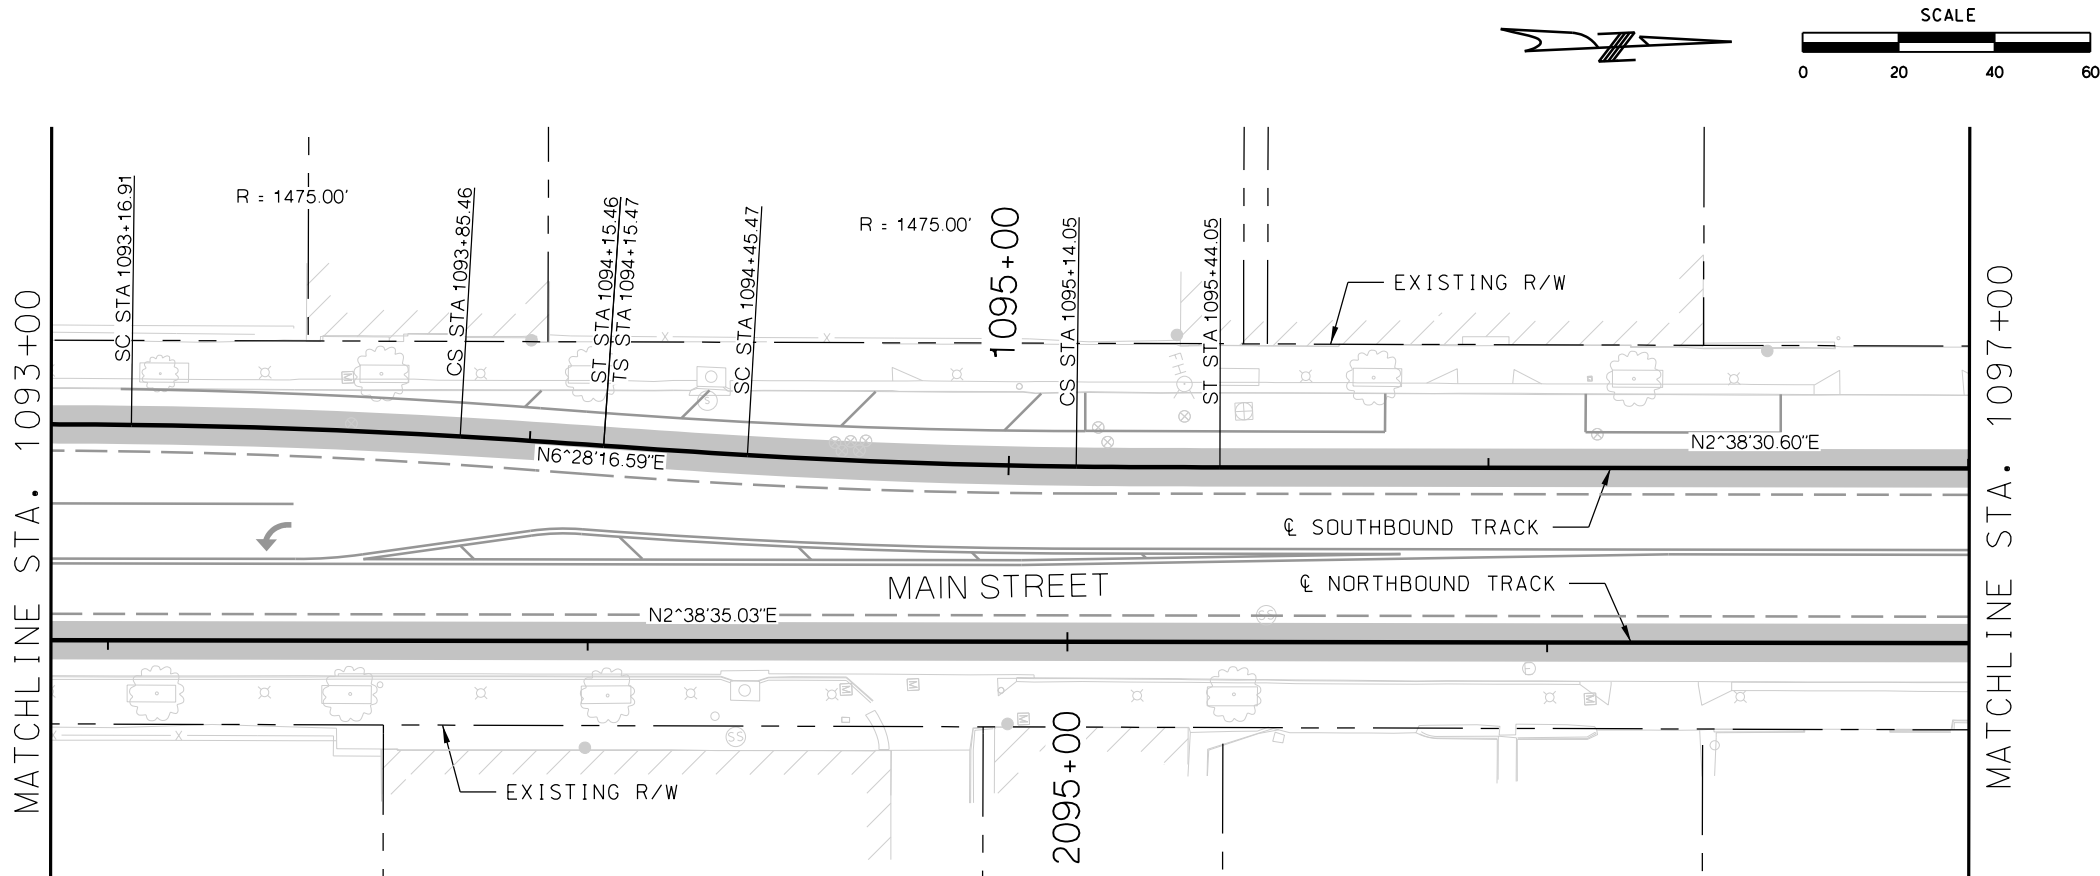 SCALE
0 20 40 60
SC STA 1093+16.91
R = 1475.00'
CS STA 1093+85.46
ST STA 1094+15.46
TS STA 1094+15.47
SC STA 1094+45.47
R = 1475.00'
1095+00
CS STA 1095+14.05
ST STA 1095+44.05
EXISTING R/W
MATCHLINE STA. 1093+00
MATCHLINE STA. 1097+00
X
X
FH
M
S
N6^28'16.59"E
N2^38'30.60"E
℄ SOUTHBOUND TRACK
MAIN STREET
℄ NORTHBOUND TRACK
N2^38'35.03"E
SS
M
M
M
M
X
SS
EXISTING R/W
2095+00